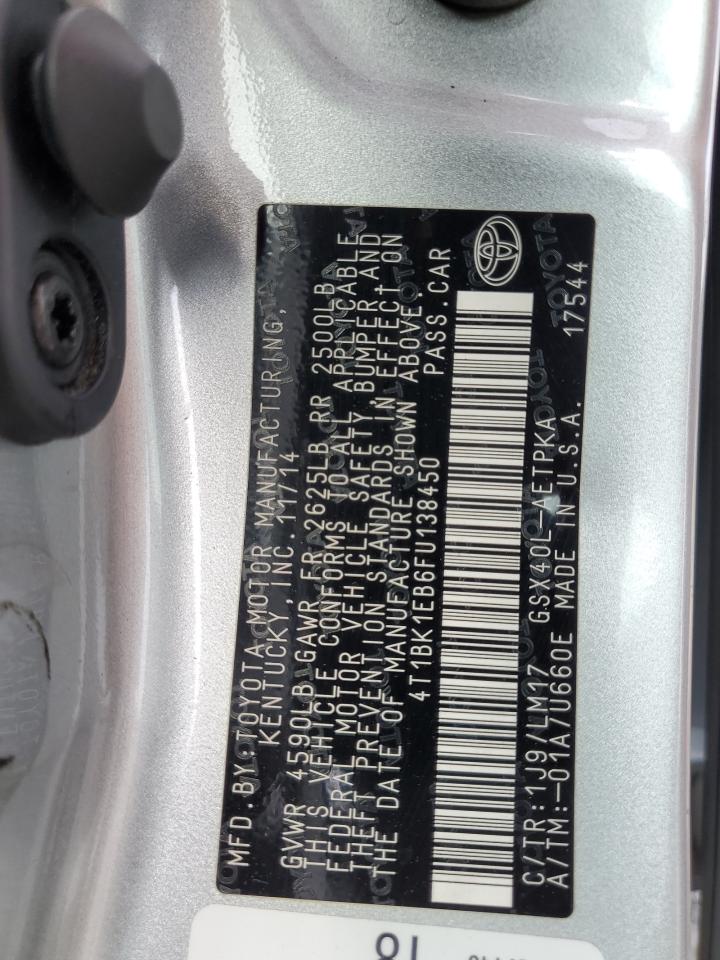 MFD.BY:TOYOTA MOTOR MANUFACTURING,
KENTUCKY,INC.11/14
GVWR 4590LB GAWR FR 2625LB RR 2500LB
THIS VEHICLE CONFORMS TO ALL APPLICABLE
FEDERAL MOTOR VEHICLE SAFETY, BUMPER, AND
THEFT PREVENTION STANDARDS IN EFFECT ON
THE DATE OF MANUFACTURE SHOWN ABOVE.
4T1BK1EB6FU138450 PASS.CAR
C/TR:1J9/LM17 GSX40L-AETPKA
A/TM:-01A/U660E MADE IN U.S.A. 17544
18